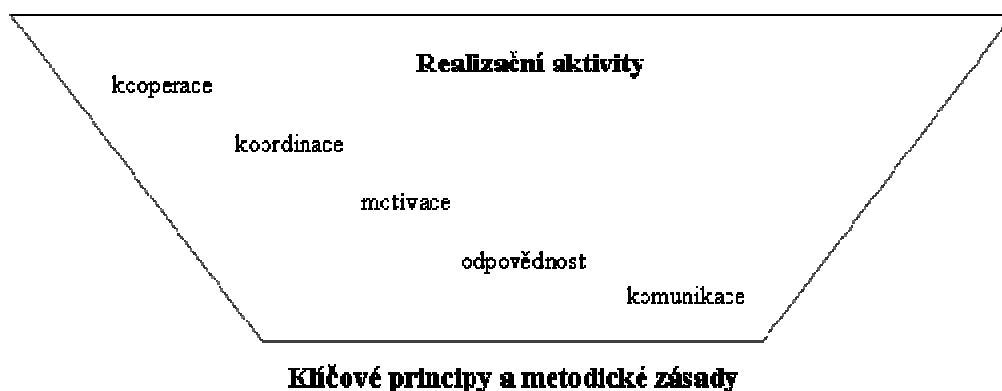 Realizační aktivity
kooperace
koordinace
motivace
odpovědnost
komunikace
Klíčové principy a metodické zásady